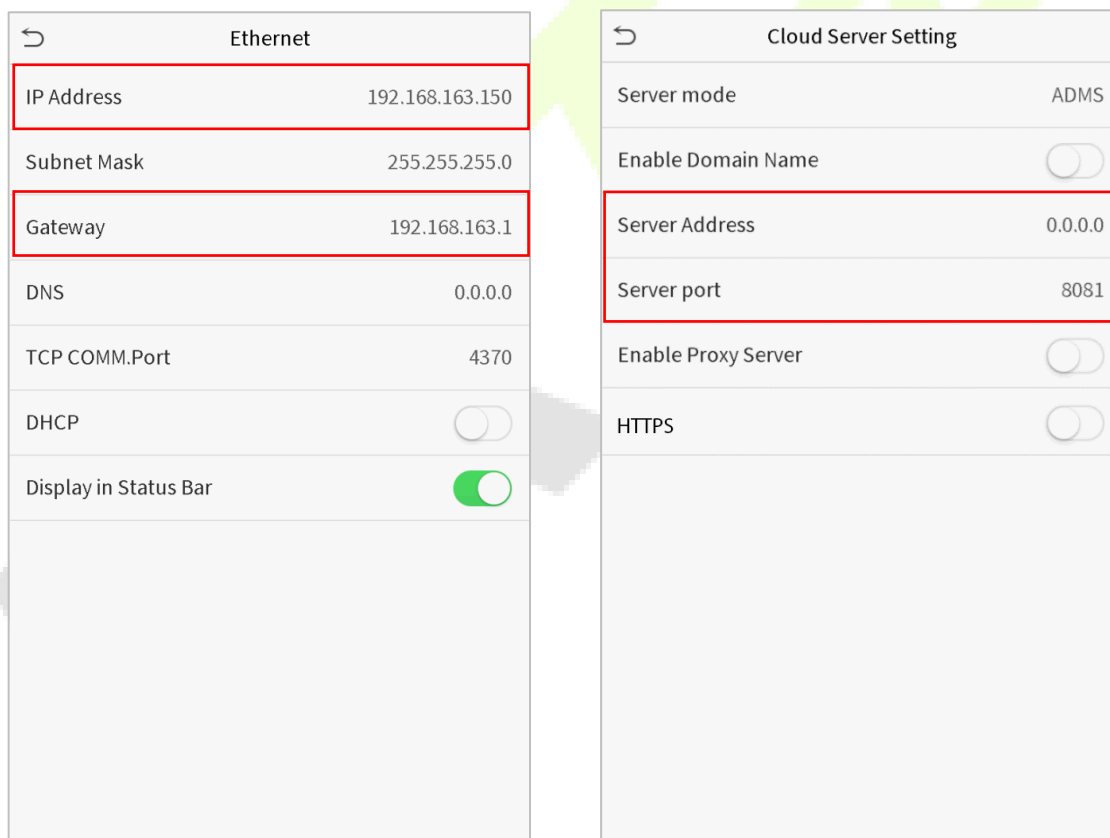 Ethernet
IP Address 192.168.163.150
Subnet Mask 255.255.255.0
Gateway 192.168.163.1
DNS 0.0.0.0
TCP COMM.Port 4370
DHCP
Display in Status Bar
Cloud Server Setting
Server mode ADMS
Enable Domain Name
Server Address 0.0.0.0
Server port 8081
Enable Proxy Server
HTTPS